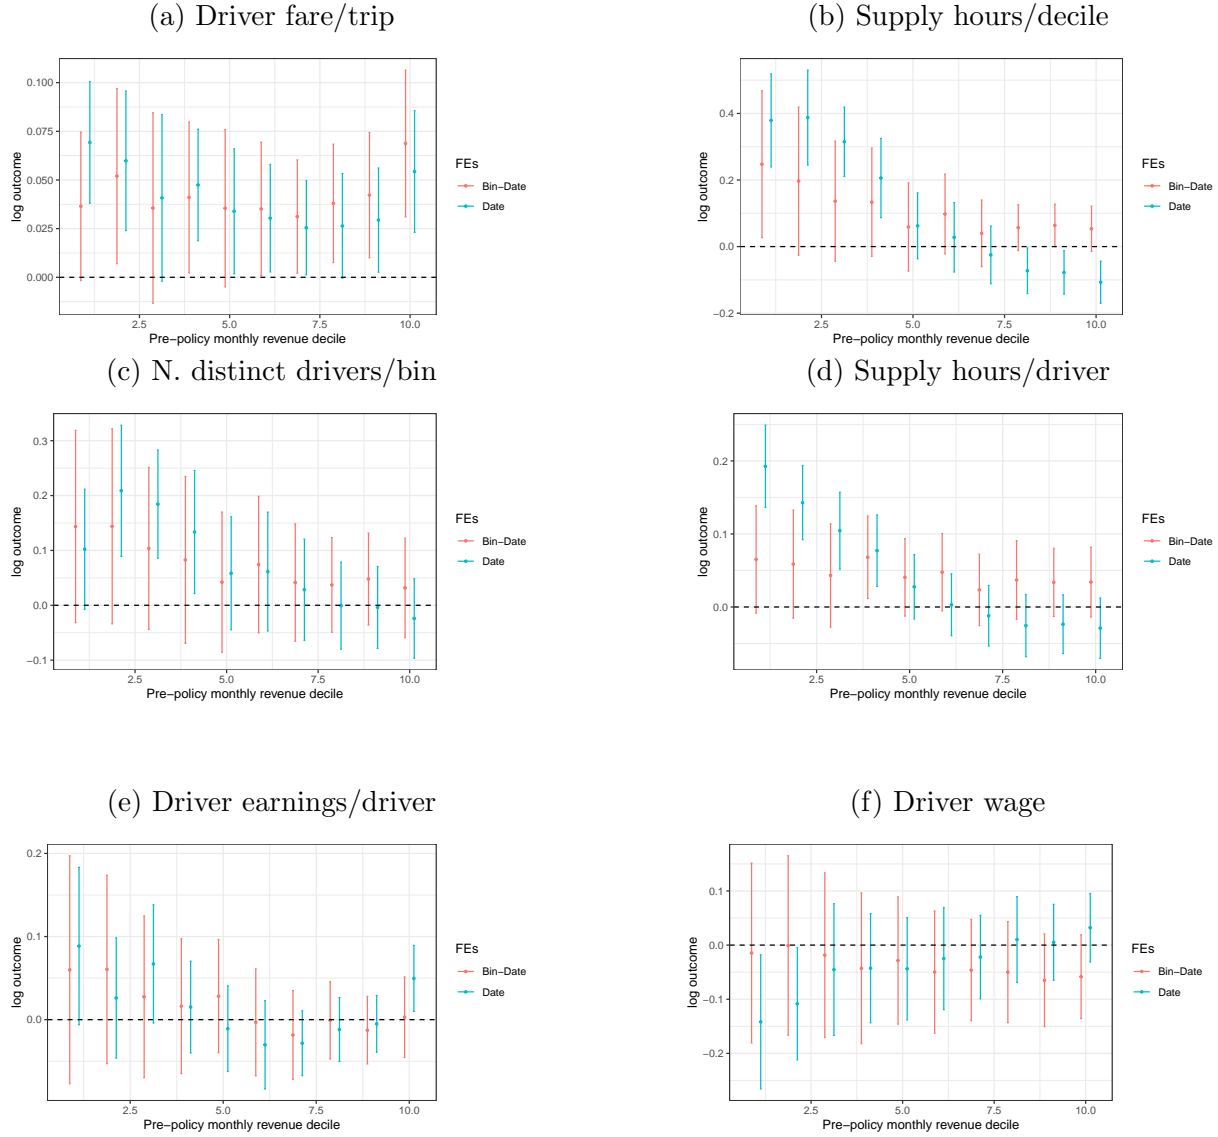 (a) Driver fare/trip
(b) Supply hours/decile
log outcome
0.100
0.075
0.050
0.025
0.000
2.5 5.0 7.5 10.0
Pre−policy monthly revenue decile
FEs
Bin−Date
Date
log outcome
0.4
0.2
0.0
−0.2
2.5 5.0 7.5 10.0
Pre−policy monthly revenue decile
FEs
Bin−Date
Date
(c) N. distinct drivers/bin
(d) Supply hours/driver
log outcome
0.3
0.2
0.1
0.0
−0.1
2.5 5.0 7.5 10.0
Pre−policy monthly revenue decile
FEs
Bin−Date
Date
log outcome
0.2
0.1
0.0
2.5 5.0 7.5 10.0
Pre−policy monthly revenue decile
FEs
Bin−Date
Date
(e) Driver earnings/driver
(f) Driver wage
log outcome
0.2
0.1
0.0
2.5 5.0 7.5 10.0
Pre−policy monthly revenue decile
FEs
Bin−Date
Date
log outcome
0.1
0.0
−0.1
−0.2
2.5 5.0 7.5 10.0
Pre−policy monthly revenue decile
FEs
Bin−Date
Date